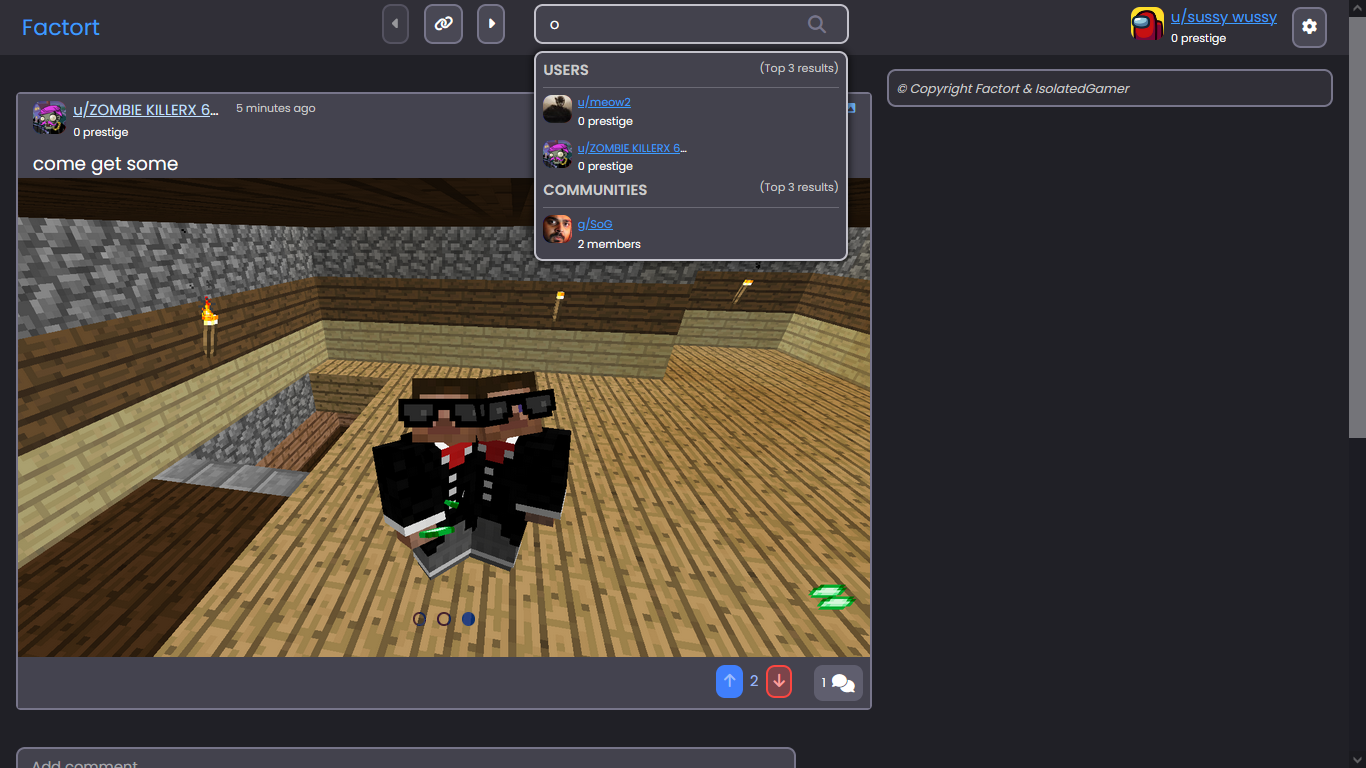 Factort
o
u/sussy wussy
0 prestige
USERS
(Top 3 results)
u/meow2
0 prestige
u/ZOMBIE KILLERX 6...
0 prestige
COMMUNITIES
(Top 3 results)
g/SoG
2 members
© Copyright Factort & IsolatedGamer
u/ZOMBIE KILLERX 6...
5 minutes ago
0 prestige
come get some
2
1
Add comment